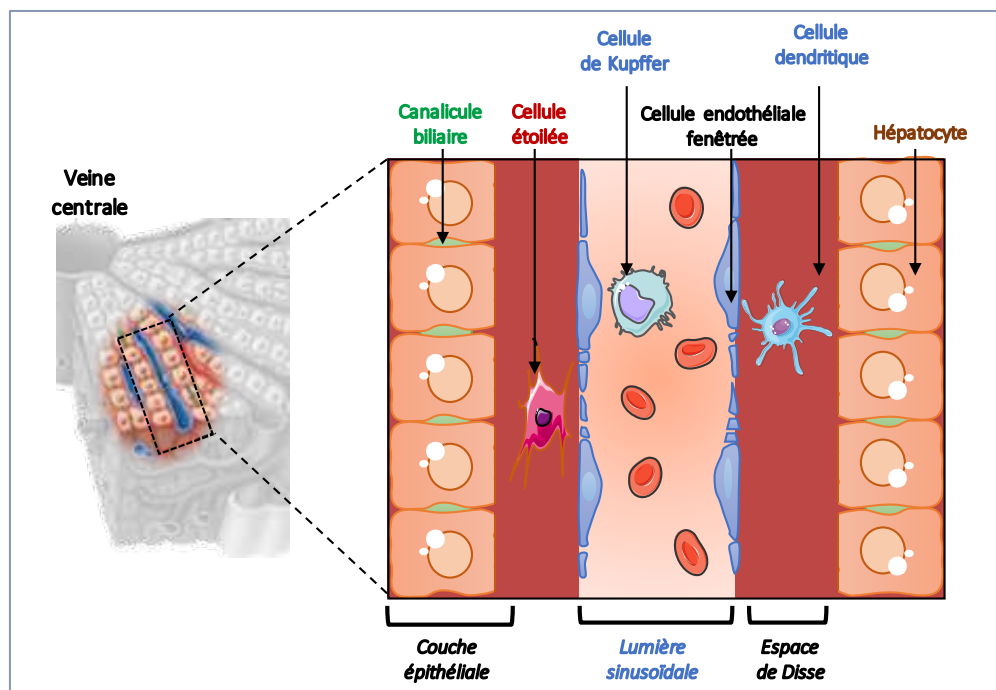 Cellule
de Kupffer
Cellule
dendritique
Canalicule
biliaire
Cellule
étoilée
Cellule endothéliale
fenêtrée
Hépatocyte
Veine
centrale
Couche
épithéliale
Lumière
sinusoïdale
Espace
de Disse